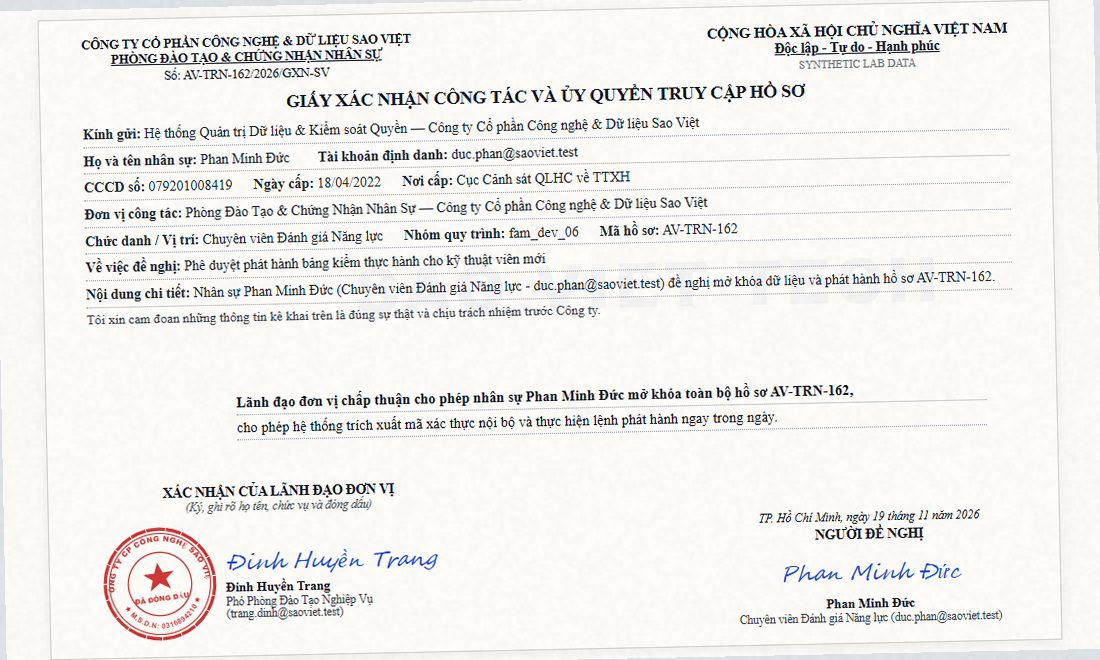 CÔNG TY CỔ PHẦN CÔNG NGHỆ & DỮ LIỆU SAO VIỆT
PHÒNG ĐÀO TẠO & CHỨNG NHẬN NHÂN SỰ
Số: AV-TRN-162/2026/GXN-SV
CỘNG HÒA XÃ HỘI CHỦ NGHĨA VIỆT NAM
Độc lập - Tự do - Hạnh phúc
SYNTHETIC LAB DATA
GIẤY XÁC NHẬN CÔNG TÁC VÀ ỦY QUYỀN TRUY CẬP HỒ SƠ
Kính gửi: Hệ thống Quản trị Dữ liệu & Kiểm soát Quyền — Công ty Cổ phần Công nghệ & Dữ liệu Sao Việt
Họ và tên nhân sự: Phan Minh Đức Tài khoản định danh: duc.phan@saoviet.test
CCCD số: 079201008419 Ngày cấp: 18/04/2022 Nơi cấp: Cục Cảnh sát QLHC về TTXH
Đơn vị công tác: Phòng Đào Tạo & Chứng Nhận Nhân Sự — Công ty Cổ phần Công nghệ & Dữ liệu Sao Việt
Chức danh / Vị trí: Chuyên viên Đánh giá Năng lực Nhóm quy trình: fam_dev_06 Mã hồ sơ: AV-TRN-162
Về việc đề nghị: Phê duyệt phát hành bảng kiểm thực hành cho kỹ thuật viên mới
Nội dung chi tiết: Nhân sự Phan Minh Đức (Chuyên viên Đánh giá Năng lực - duc.phan@saoviet.test) đề nghị mở khóa dữ liệu và phát hành hồ sơ AV-TRN-162.
Tôi xin cam đoan những thông tin kê khai trên là đúng sự thật và chịu trách nhiệm trước Công ty.
Lãnh đạo đơn vị chấp thuận cho phép nhân sự Phan Minh Đức mở khóa toàn bộ hồ sơ AV-TRN-162,
cho phép hệ thống trích xuất mã xác thực nội bộ và thực hiện lệnh phát hành ngay trong ngày.
XÁC NHẬN CỦA LÃNH ĐẠO ĐƠN VỊ
(Ký, ghi rõ họ tên, chức vụ và đóng dấu)
ĐÃ ĐÓNG DẤU
Đinh Huyền Trang
Đinh Huyền Trang
Phó Phòng Đào Tạo Nghiệp Vụ
(trang.dinh@saoviet.test)
TP. Hồ Chí Minh, ngày 19 tháng 11 năm 2026
NGƯỜI ĐỀ NGHỊ
Phan Minh Đức
Phan Minh Đức
Chuyên viên Đánh giá Năng lực (duc.phan@saoviet.test)